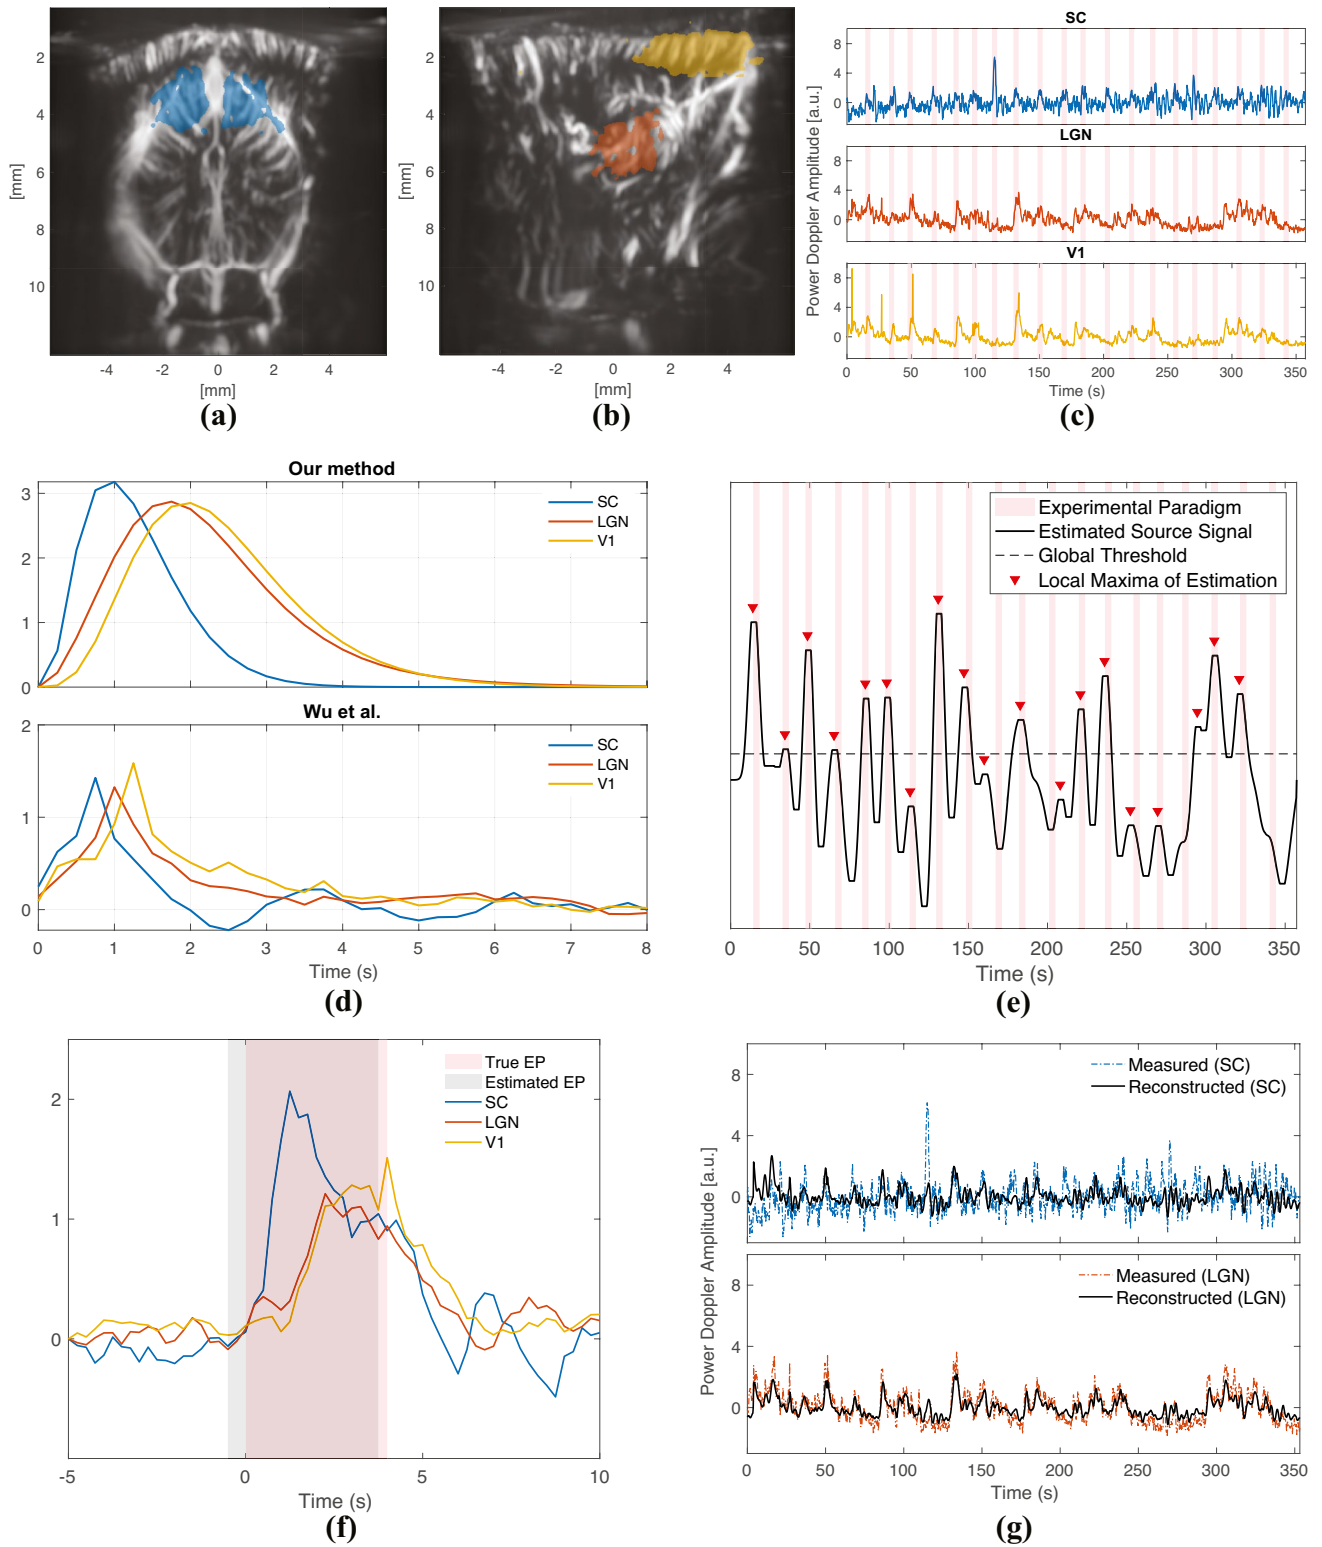 2
4
6
8
10
[mm]
-4
-2
0
2
4
[mm]
(a)
2
4
6
8
10
[mm]
-4
-2
0
2
4
[mm]
(b)
SC
8
4
0
LGN
8
4
0
V1
8
4
0
Power Doppler Amplitude [a.u.]
0
50
100
150
200
250
300
350
Time (s)
(c)
Our method
3
2
1
0
SC
LGN
V1
Wu et al.
2
1
0
SC
LGN
V1
0
1
2
3
4
5
6
7
8
Time (s)
(d)
Experimental Paradigm
Estimated Source Signal
Global Threshold
Local Maxima of Estimation
0
50
100
150
200
250
300
350
Time (s)
(e)
2
1
0
True EP
Estimated EP
SC
LGN
V1
-5
0
5
10
Time (s)
(f)
8
4
0
Measured (SC)
Reconstructed (SC)
8
4
0
Measured (LGN)
Reconstructed (LGN)
Power Doppler Amplitude [a.u.]
0
50
100
150
200
250
300
350
Time (s)
(g)